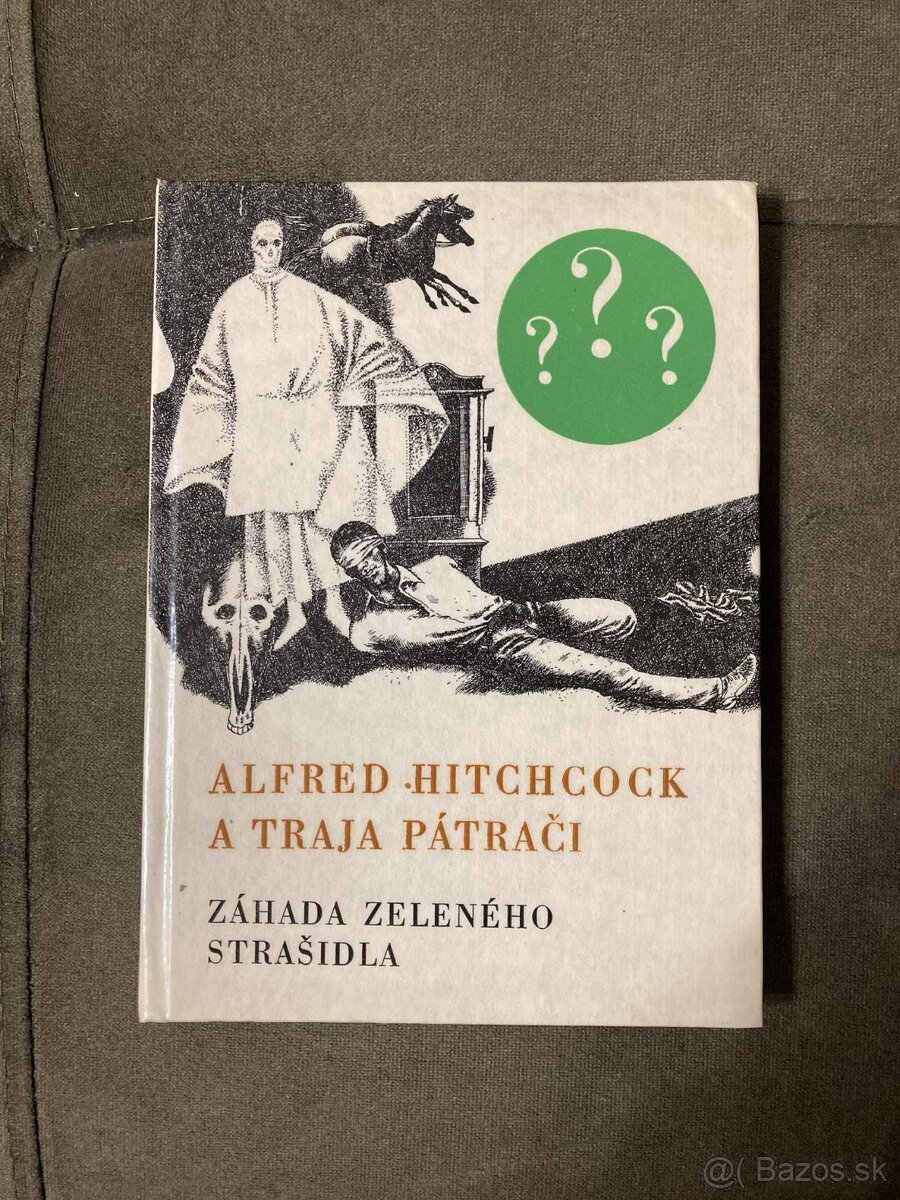 ? ? ?
ALFRED HITCHCOCK
A TRAJA PÁTRAČI
ZÁHADA ZELENÉHO
STRAŠIDLA
@( Bazos.sk